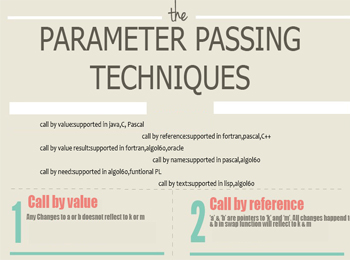 the
PARAMETER PASSING
TECHNIQUES
call by value:supported in java,C, Pascal
call by reference:supported in fortran,pascal,C++
call by value result:supported in fortran,algol60,oracle
call by name:supported in pascal,algol60
call by need:supported in algol60,funtional PL
call by text:supported in lisp,algol60
1 Call by value
Any Changes to a or b doesnot reflect to k or m
2 Call by reference
'a' & 'b' are pointers to 'k' and 'm'. All changes happend t
& b in swap function will reflect to k & m